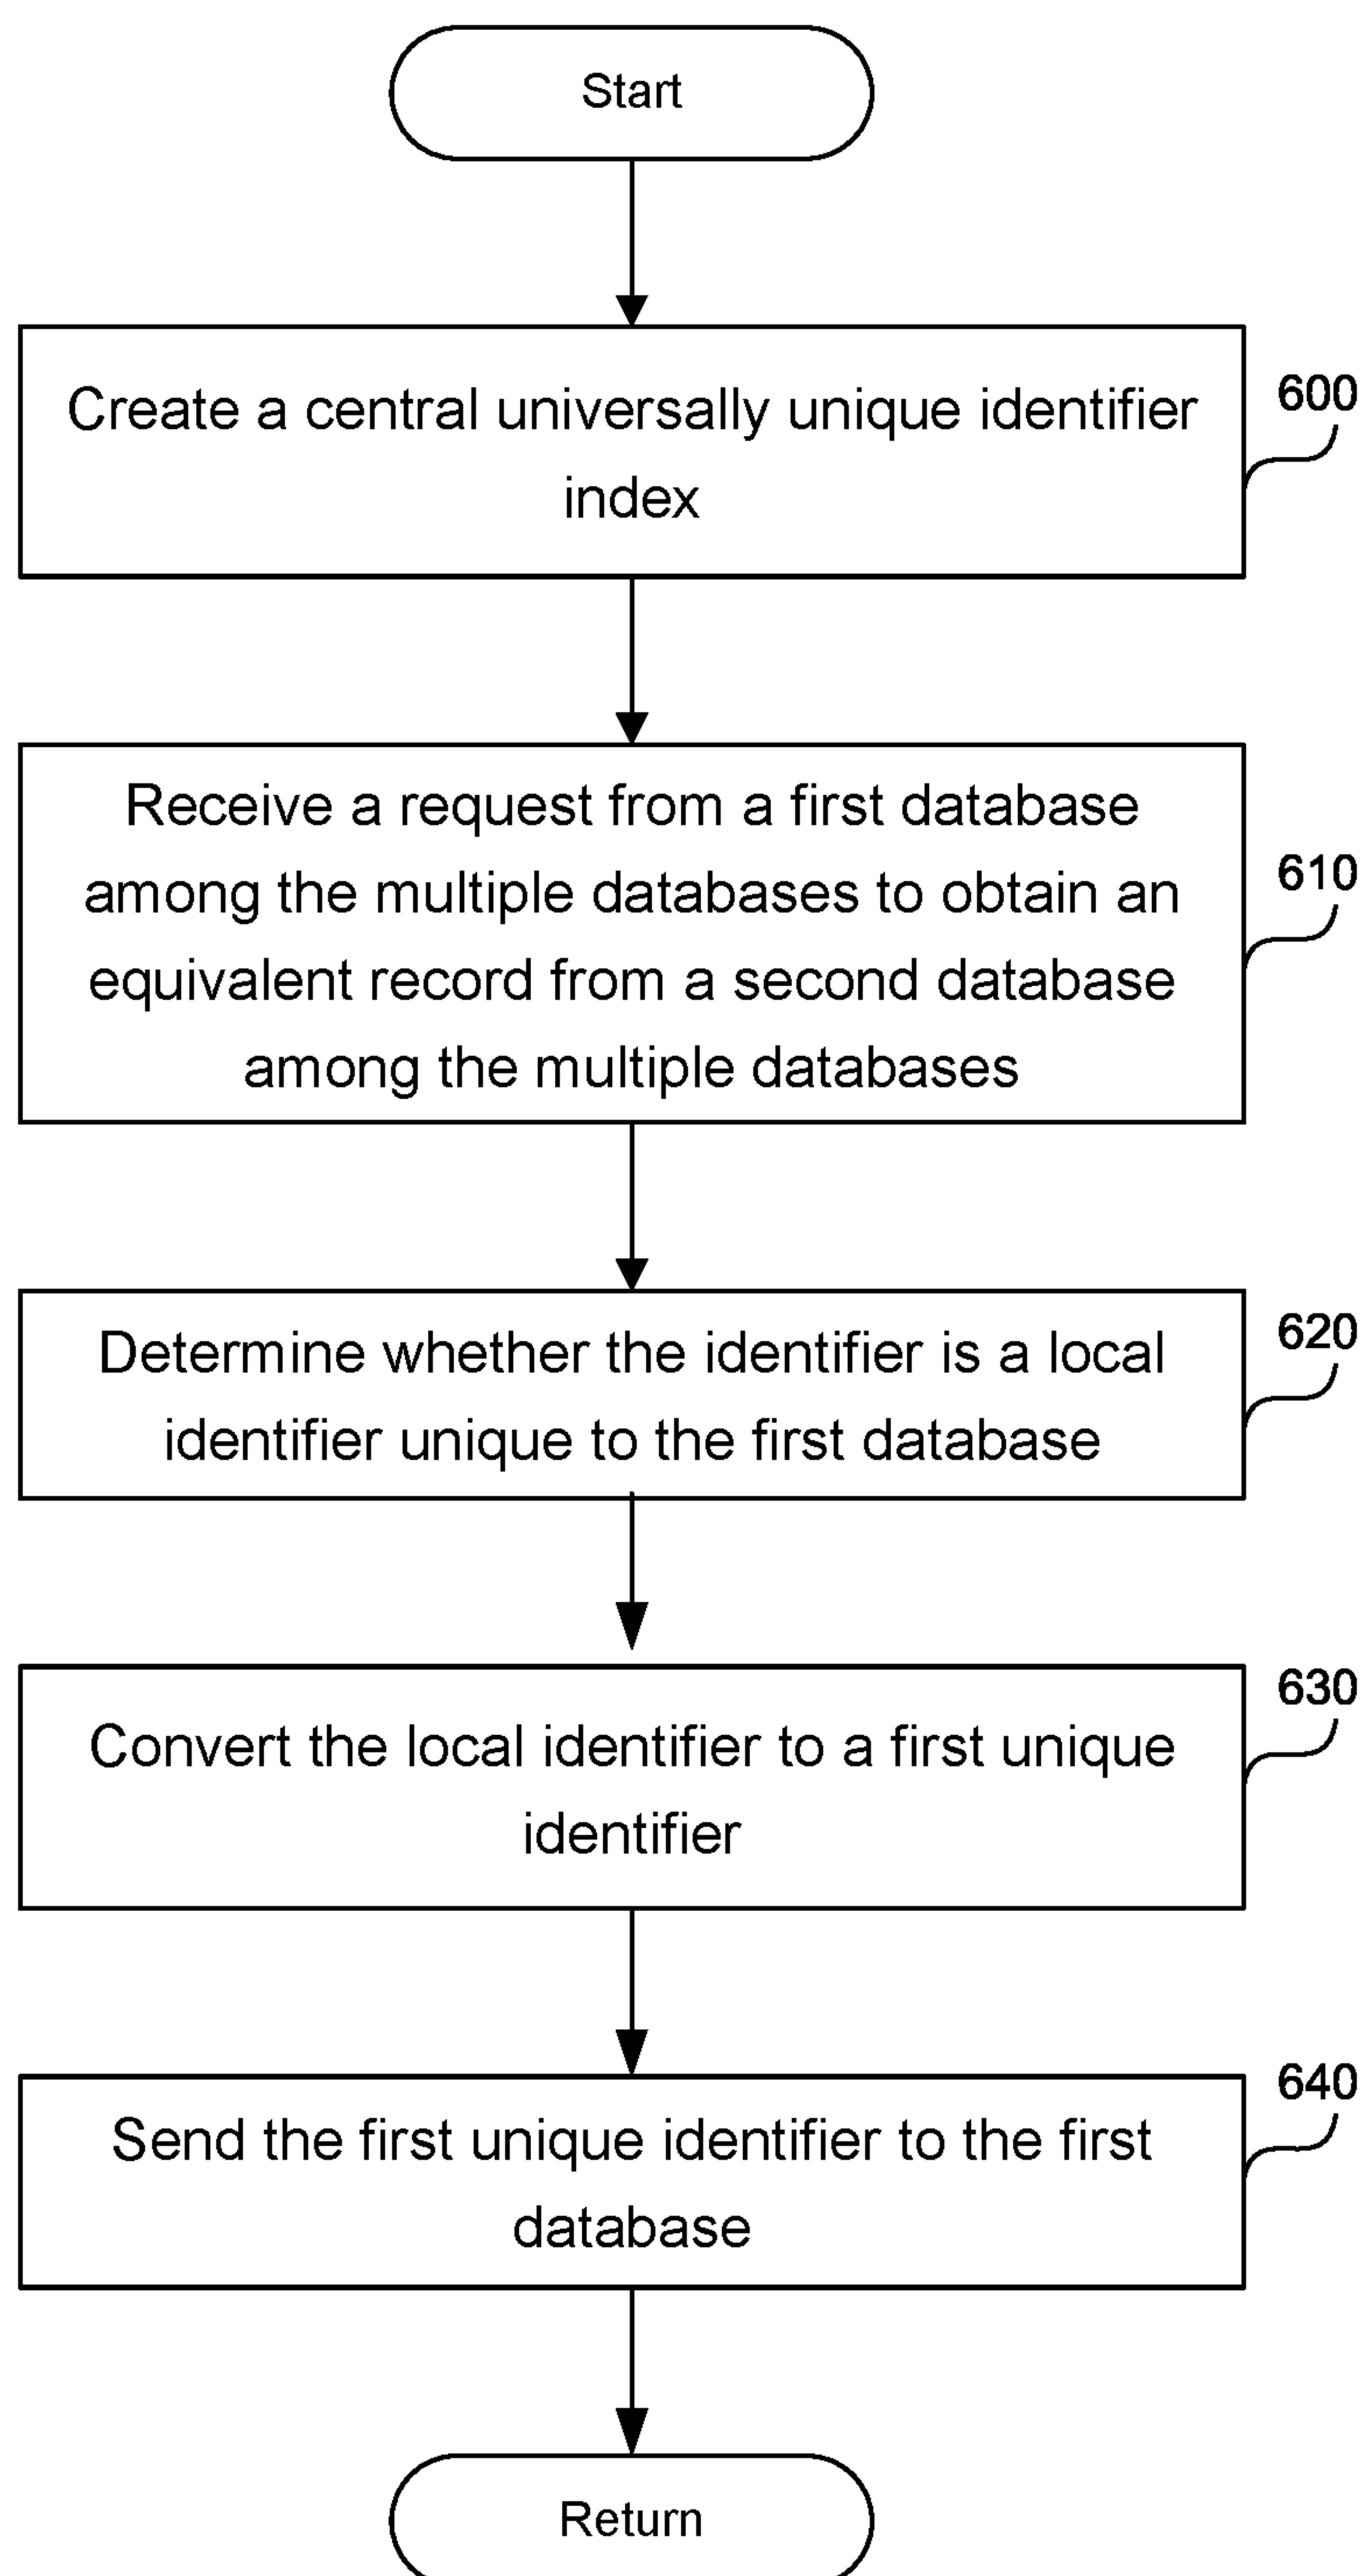 Start
Create a central universally unique identifier
index
600
Receive a request from a first database
among the multiple databases to obtain an
equivalent record from a second database
among the multiple databases
610
Determine whether the identifier is a local
identifier unique to the first database
620
Convert the local identifier to a first unique
identifier
630
Send the first unique identifier to the first
database
640
Return